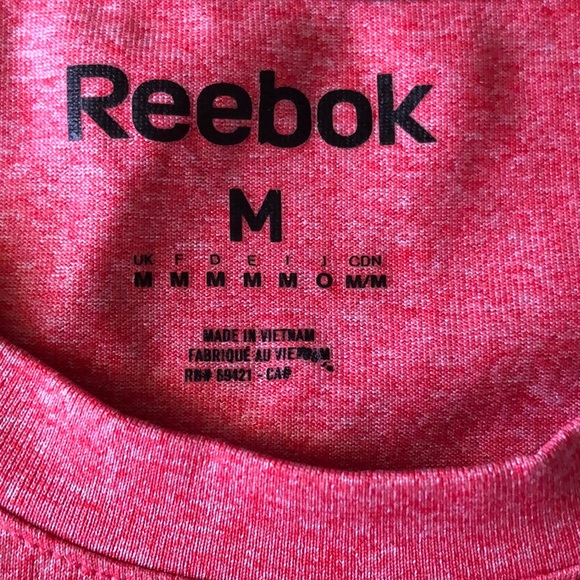 Reebok
M
UK F D E I J CDN
M M M M M O M/M
MADE IN VIETNAM
FABRIQUÉ AU VIETNAM
RN# 69421 - CA#